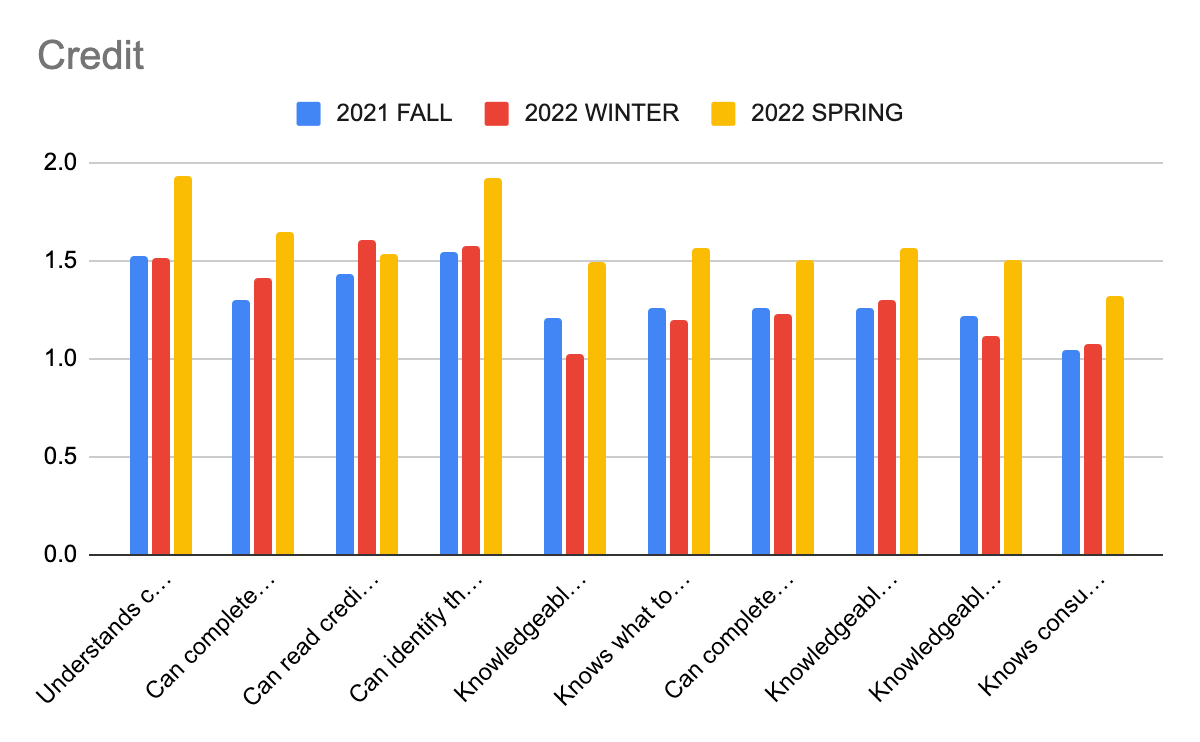 Credit
2021 FALL 2022 WINTER 2022 SPRING
2.0
1.5
1.0
0.5
0.0
Understands c...
Can complete...
Can read credi...
Can identify th...
Knowledgeabl...
Knows what to...
Can complete...
Knowledgeabl...
Knowledgeabl...
Knows consu...